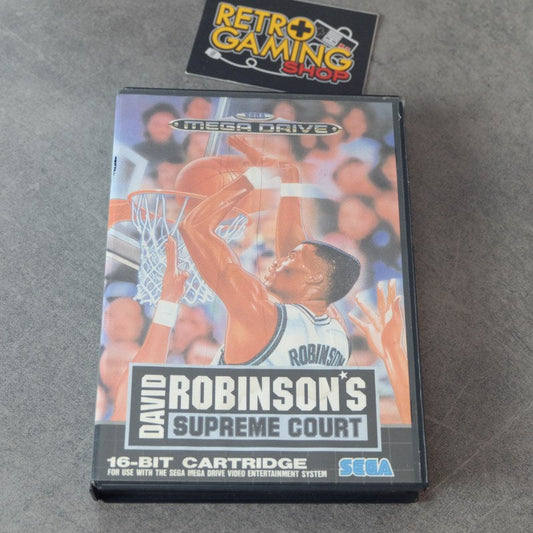 RETRO
GAMING
SHOP
SEGA
MEGA DRIVE
ROBINSON
DAVID
ROBINSON'S
SUPREME COURT
16-BIT CARTRIDGE
FOR USE WITH THE SEGA MEGA DRIVE VIDEO ENTERTAINMENT SYSTEM
SEGA